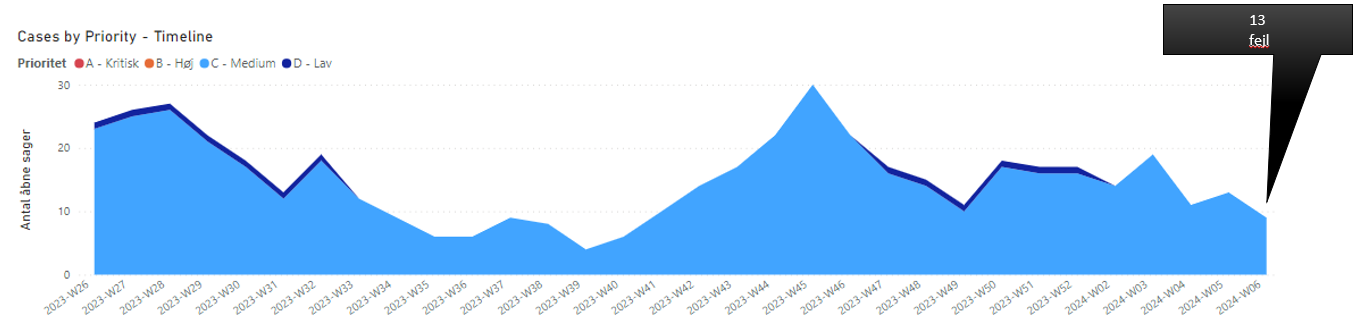 13
fejl
Cases by Priority - Timeline
Prioritet A - Kritisk B - Høj C - Medium D - Lav
Antal åbne sager
30
20
10
0
2023-W26 2023-W27 2023-W28 2023-W29 2023-W30 2023-W31 2023-W32 2023-W33 2023-W34 2023-W35 2023-W36 2023-W37 2023-W38 2023-W39 2023-W40 2023-W41 2023-W42 2023-W43 2023-W44 2023-W45 2023-W46 2023-W47 2023-W48 2023-W49 2023-W50 2023-W51 2023-W52 2024-W02 2024-W03 2024-W04 2024-W05 2024-W06